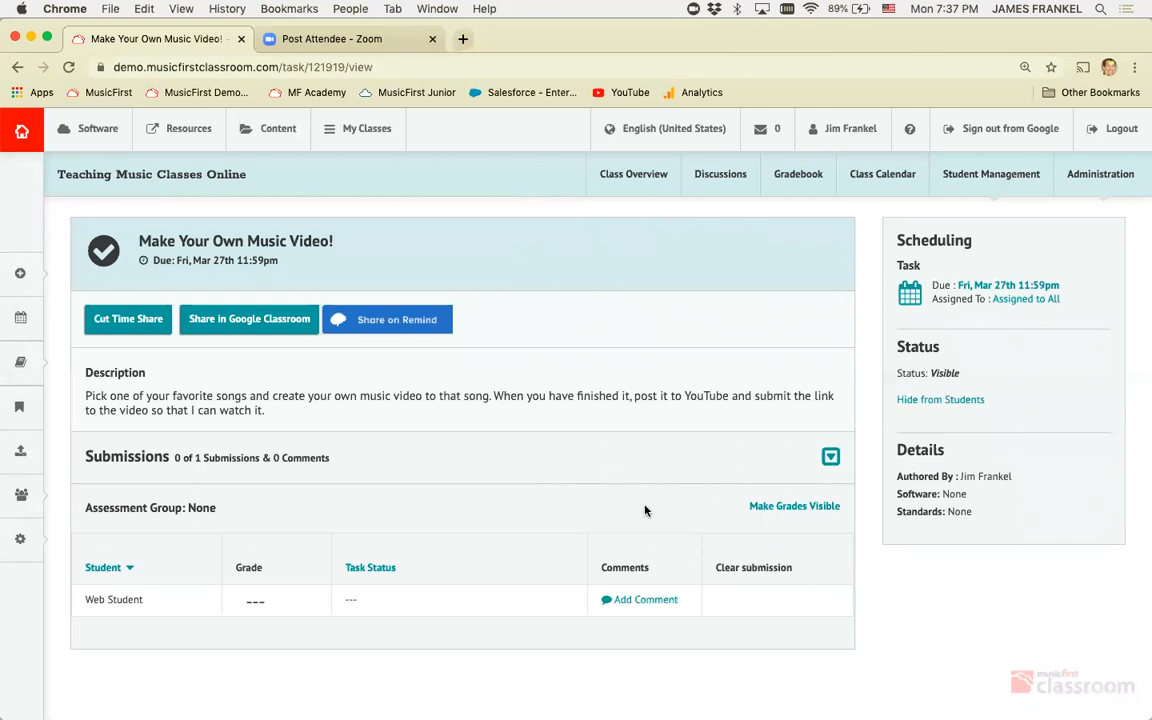 Chrome File Edit View History Bookmarks People Tab Window Help 89% Mon 7:37 PM JAMES FRANKEL
Make Your Own Music Video! - Post Attendee - Zoom
demo.musicfirstclassroom.com/task/121919/view
Apps MusicFirst MusicFirst Demo... MF Academy MusicFirst Junior Salesforce - Enter... YouTube Analytics Other Bookmarks
Software Resources Content My Classes English (United States) 0 Jim Frankel Sign out from Google Logout
Teaching Music Classes Online Class Overview Discussions Gradebook Class Calendar Student Management Administration
Make Your Own Music Video!
Due: Fri, Mar 27th 11:59pm
Cut Time Share Share in Google Classroom Share on Remind
Description
Pick one of your favorite songs and create your own music video to that song. When you have finished it, post it to YouTube and submit the link
to the video so that I can watch it.
Submissions 0 of 1 Submissions & 0 Comments
Assessment Group: None Make Grades Visible
Student Grade Task Status Comments Clear submission
Web Student --- --- Add Comment
Scheduling
Task
Due : Fri, Mar 27th 11:59pm
Assigned To : Assigned to All
Status
Status: Visible
Hide from Students
Details
Authored By : Jim Frankel
Software: None
Standards: None
musicfirst
classroom